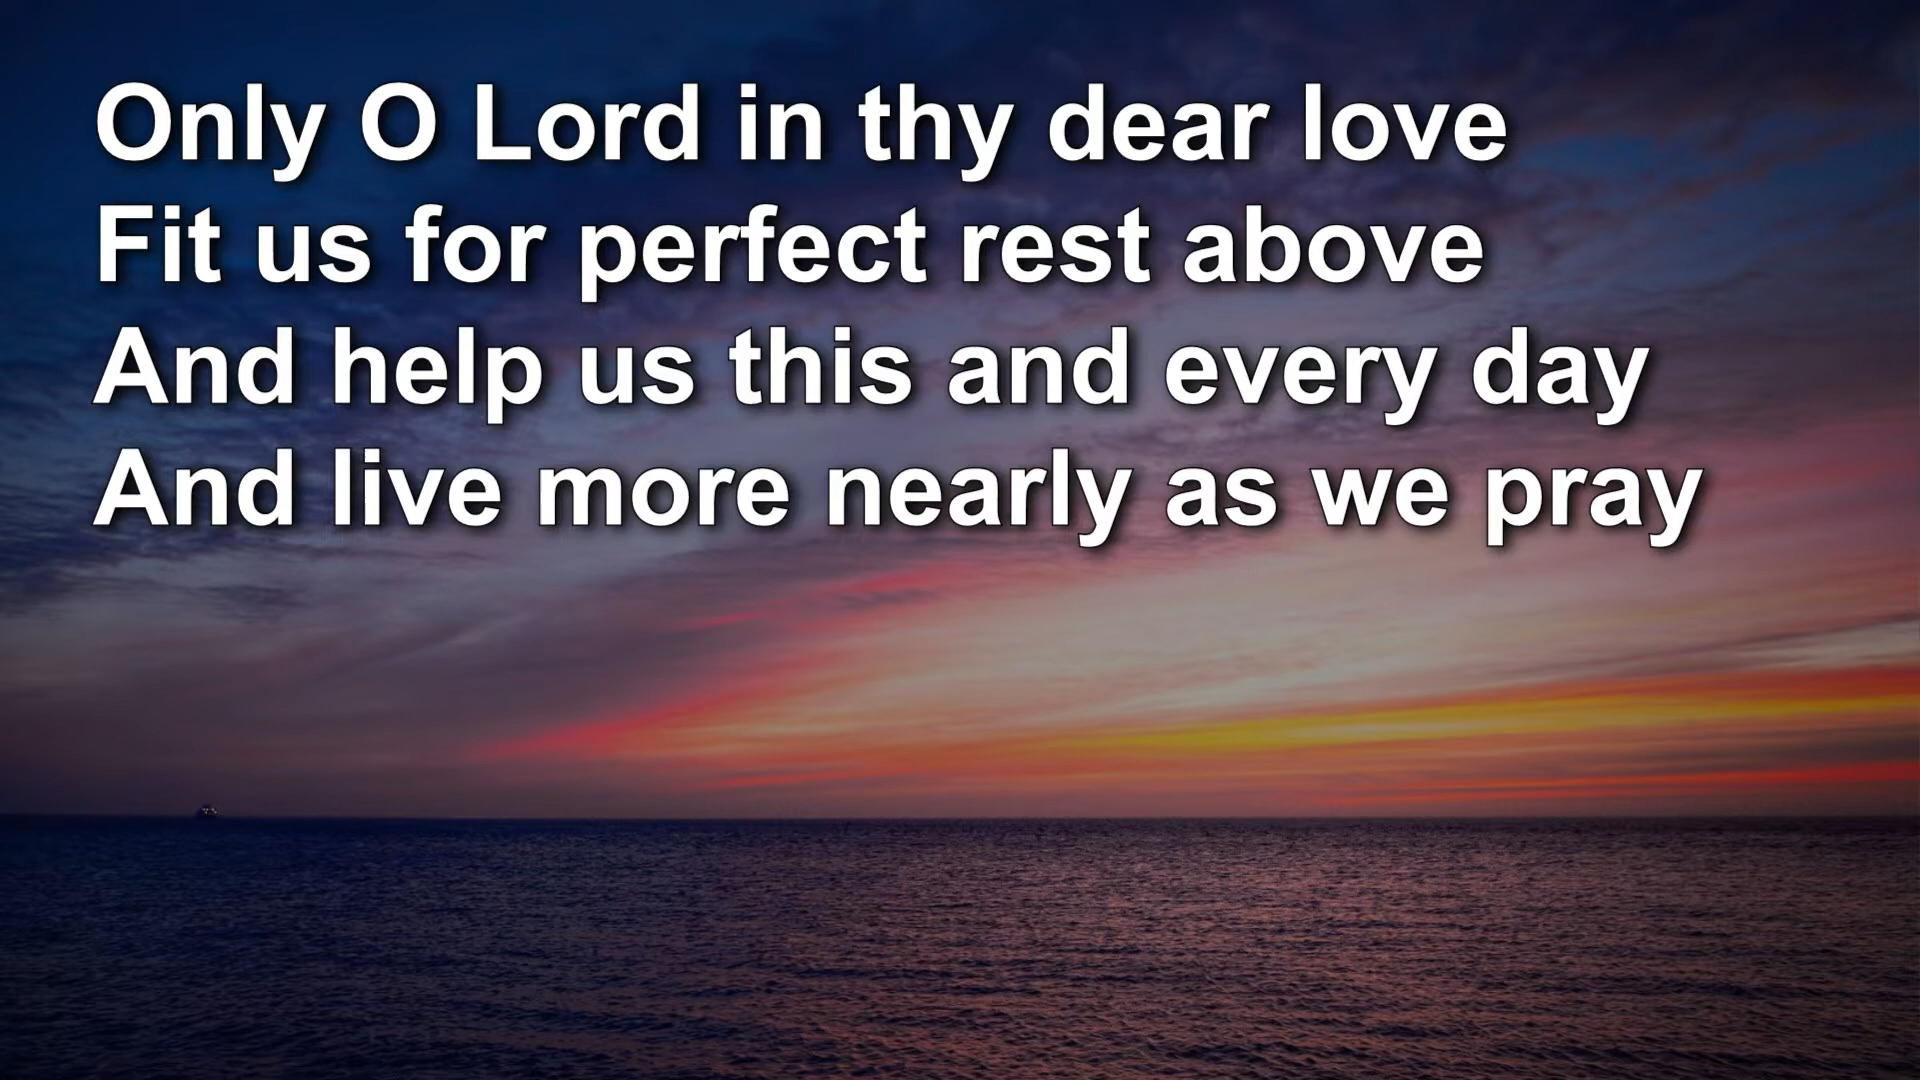 Only O Lord in thy dear love
Fit us for perfect rest above
And help us this and every day
And live more nearly as we pray